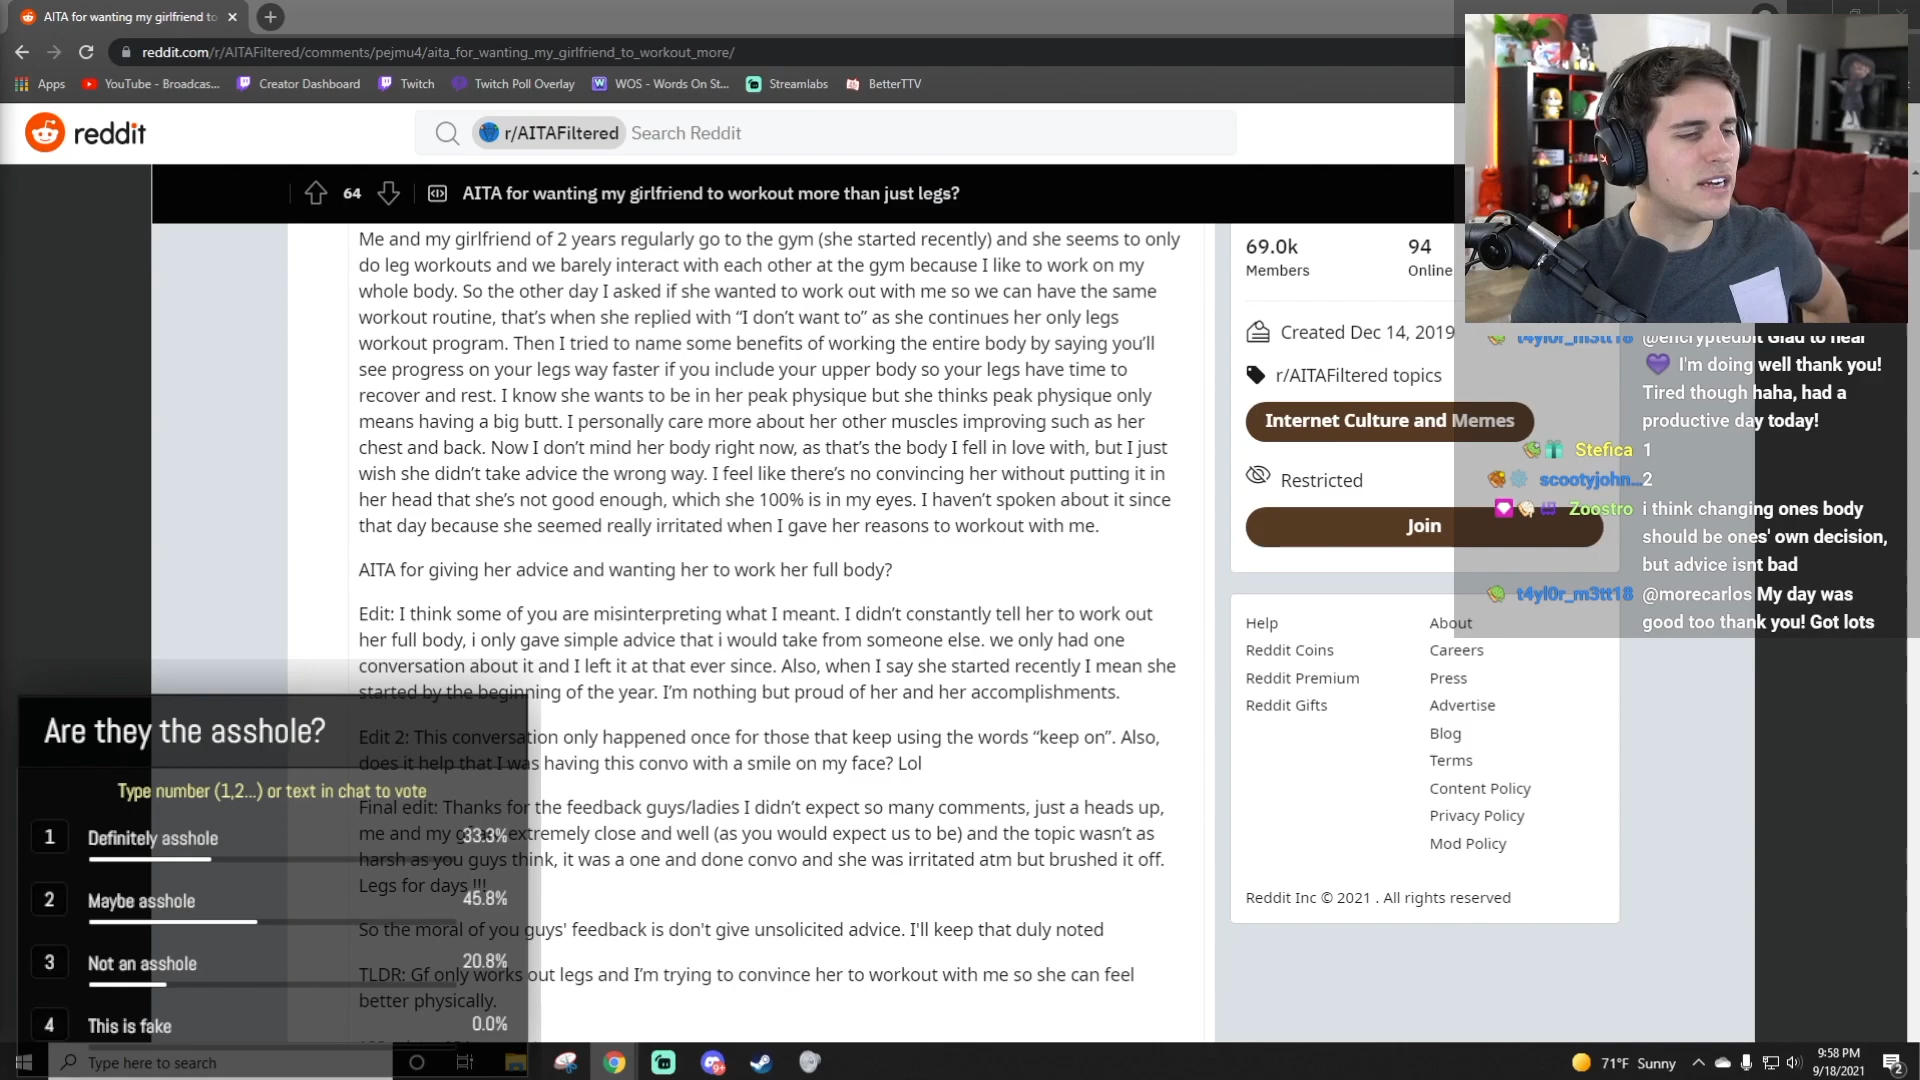 AITA for wanting my girlfriend to
reddit.com/r/AITAFiltered/comments/pejmu4/aita_for_wanting_my_girlfriend_to_workout_more/
Apps YouTube - Broadcas... Creator Dashboard Twitch Twitch Poll Overlay WOS - Words On St... Streamlabs BetterTTV
reddit r/AITAFiltered Search Reddit
64 AITA for wanting my girlfriend to workout more than just legs?
Me and my girlfriend of 2 years regularly go to the gym (she started recently) and she seems to only
do leg workouts and we barely interact with each other at the gym because I like to work on my
whole body. So the other day I asked if she wanted to work out with me so we can have the same
workout routine, that’s when she replied with “I don’t want to” as she continues her only legs
workout program. Then I tried to name some benefits of working the entire body by saying you’ll
see progress on your legs way faster if you include your upper body so your legs have time to
recover and rest. I know she wants to be in her peak physique but she thinks peak physique only
means having a big butt. I personally care more about her other muscles improving such as her
chest and back. Now I don’t mind her body right now, as that’s the body I fell in love with, but I just
wish she didn’t take advice the wrong way. I feel like there’s no convincing her without putting it in
her head that she’s not good enough, which she 100% is in my eyes. I haven’t spoken about it since
that day because she seemed really irritated when I gave her reasons to workout with me.
AITA for giving her advice and wanting her to work her full body?
Edit: I think some of you are misinterpreting what I meant. I didn’t constantly tell her to work out
her full body, i only gave simple advice that i would take from someone else. we only had one
conversation about it and I left it at that ever since. Also, when I say she started recently I mean she
started by the beginning of the year. I’m nothing but proud of her and her accomplishments.
Edit 2: This conversation only happened once for those that keep using the words “keep on”. Also,
does it help that I was having this convo with a smile on my face? Lol
Final edit: Thanks for the feedback guys/ladies I didn’t expect so many comments, just a heads up,
me and my extremely close and well (as you would expect us to be) and the topic wasn’t as
harsh as you guys think, it was a one and done convo and she was irritated atm but brushed it off.
Legs for days !!!
So the moral of you guys' feedback is don't give unsolicited advice. I'll keep that duly noted
TLDR: Gf only works out legs and I’m trying to convince her to workout with me so she can feel
better physically.
69.0k 94
Members Online
Created Dec 14, 2019
r/AITAFiltered topics
Internet Culture and Memes
Restricted
Join
Help About
Reddit Coins Careers
Reddit Premium Press
Reddit Gifts Advertise
Blog
Terms
Content Policy
Privacy Policy
Mod Policy
Reddit Inc © 2021 . All rights reserved
t4yl0r_m3tt18 @encryptedbit Glad to hear
I'm doing well thank you!
Tired though haha, had a
productive day today!
Stefica 1
scootyjohn... 2
Zoostro i think changing ones body
should be ones' own decision,
but advice isnt bad
t4yl0r_m3tt18 @morecarlos My day was
good too thank you! Got lots
Are they the asshole?
Type number (1,2...) or text in chat to vote
1 Definitely asshole 33.3%
2 Maybe asshole 45.8%
3 Not an asshole 20.8%
4 This is fake 0.0%
Type here to search
9+
71°F Sunny
9:58 PM
9/18/2021
2